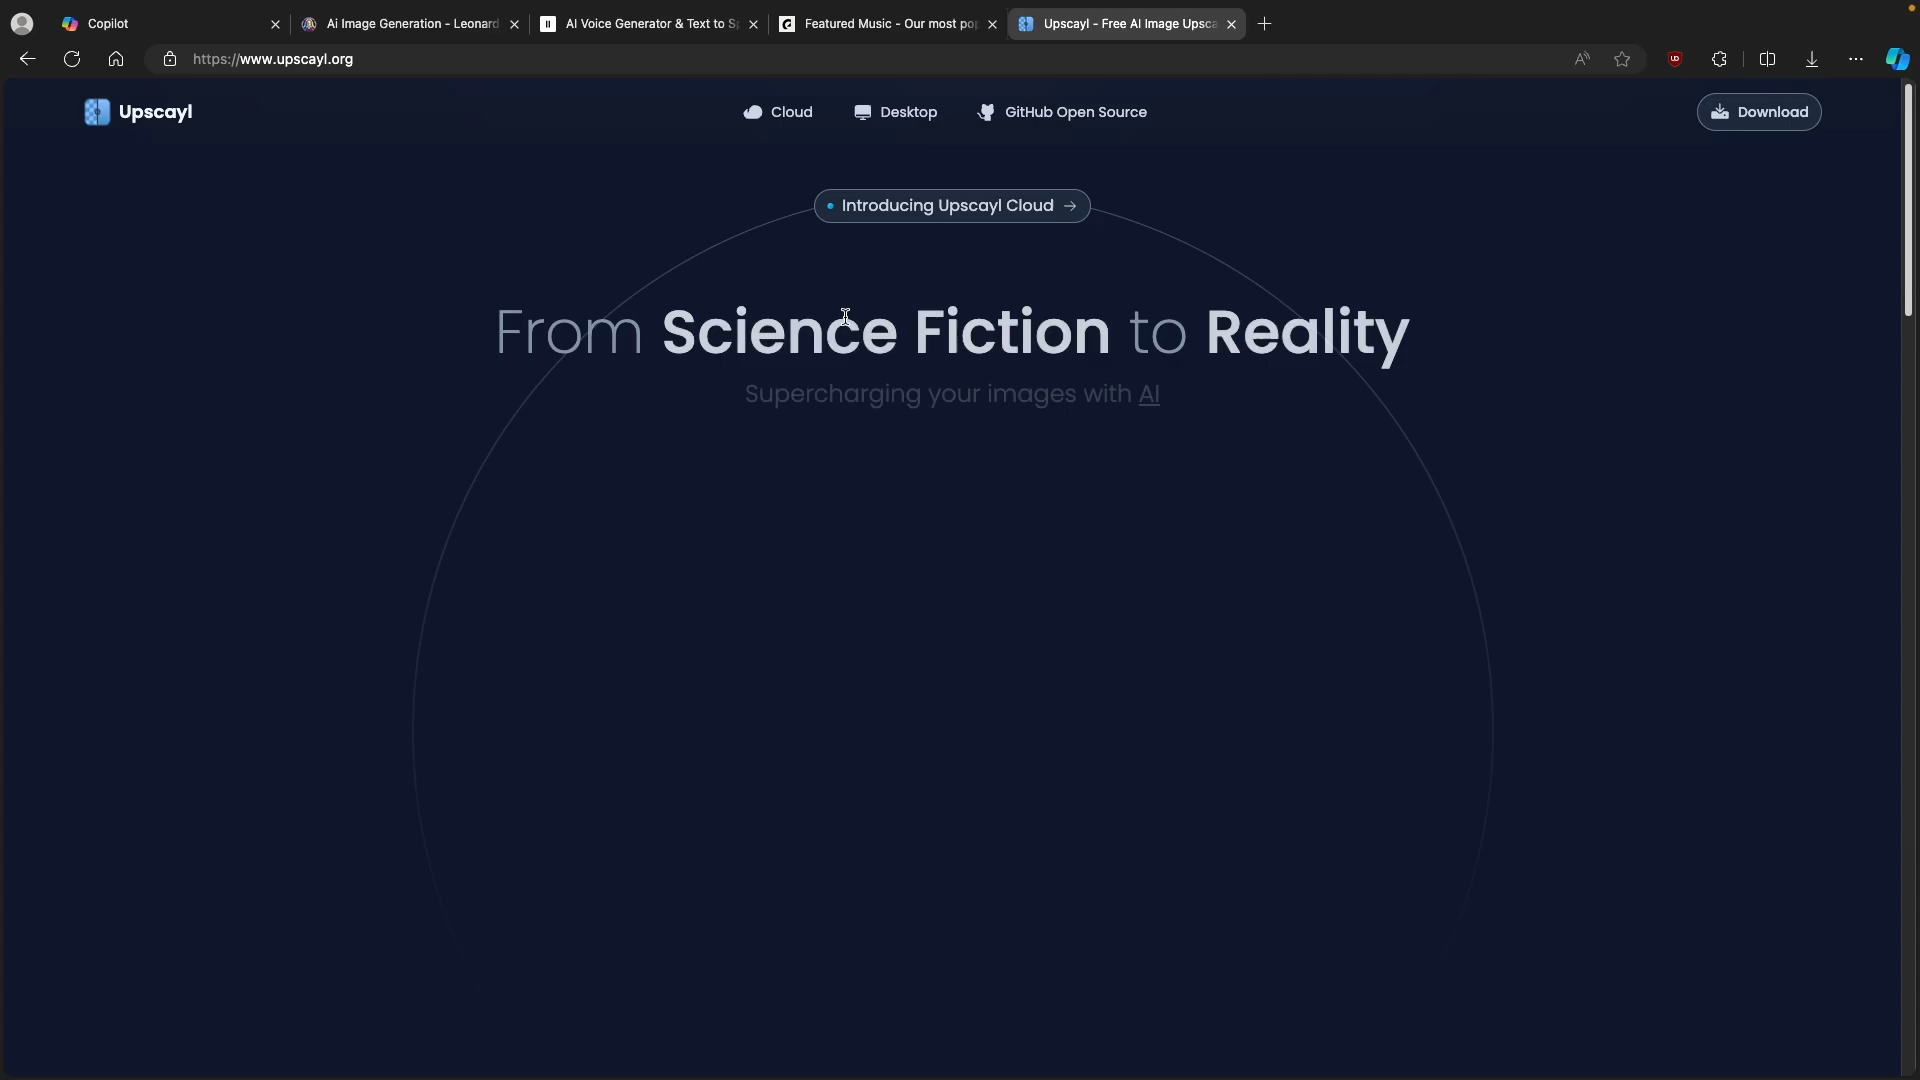 Copilot
Ai Image Generation - Leonard
AI Voice Generator & Text to Sp
Featured Music - Our most pop
Upscayl - Free AI Image Upsca
https://www.upscayl.org
Upscayl
Cloud
Desktop
GitHub Open Source
Download
Introducing Upscayl Cloud →
From Science Fiction to Reality
Supercharging your images with AI